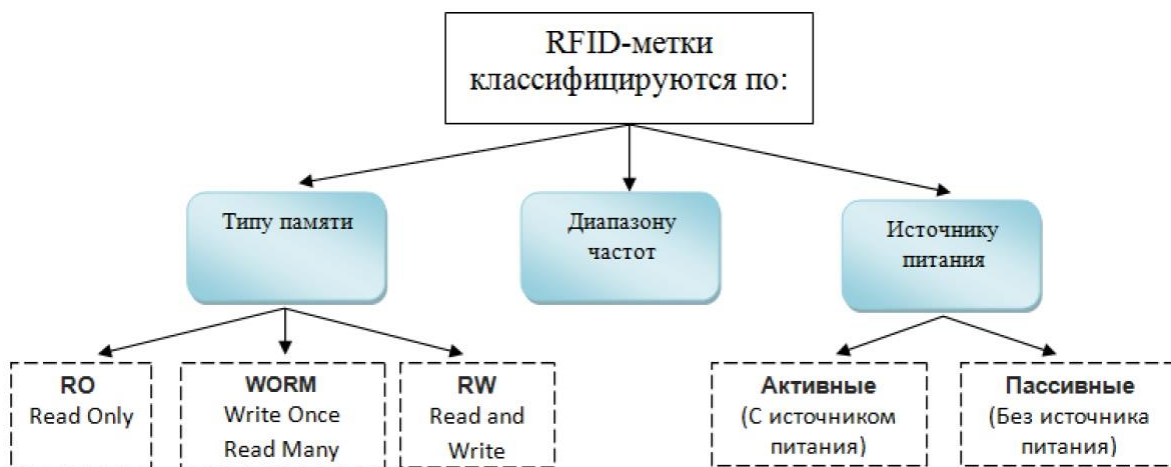 RFID-метки
классифицируются по:
Типу памяти
Диапазону
частот
Источнику
питания
RO
Read Only
WORM
Write Once
Read Many
RW
Read and
Write
Активные
(С источником
питания)
Пассивные
(Без источника
питания)